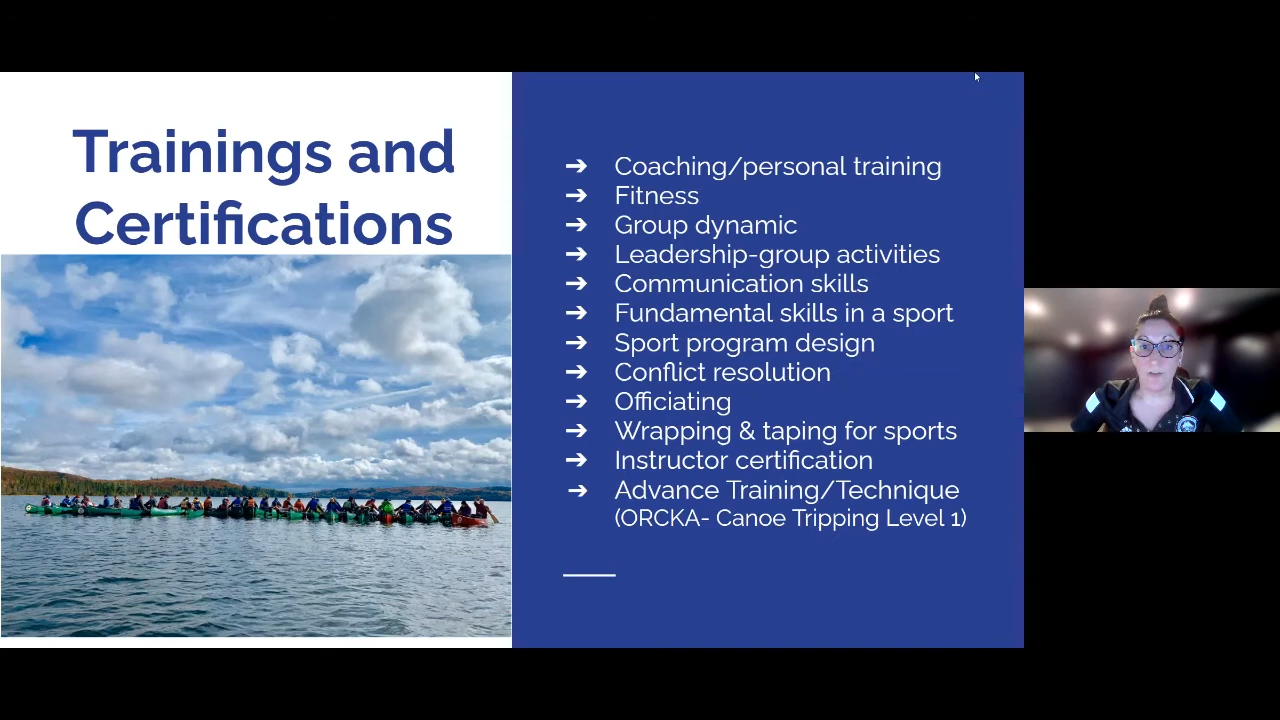 Trainings and
Certifications
➔ Coaching/personal training
➔ Fitness
➔ Group dynamic
➔ Leadership-group activities
➔ Communication skills
➔ Fundamental skills in a sport
➔ Sport program design
➔ Conflict resolution
➔ Officiating
➔ Wrapping & taping for sports
➔ Instructor certification
➔ Advance Training/Technique
(ORCKA- Canoe Tripping Level 1)